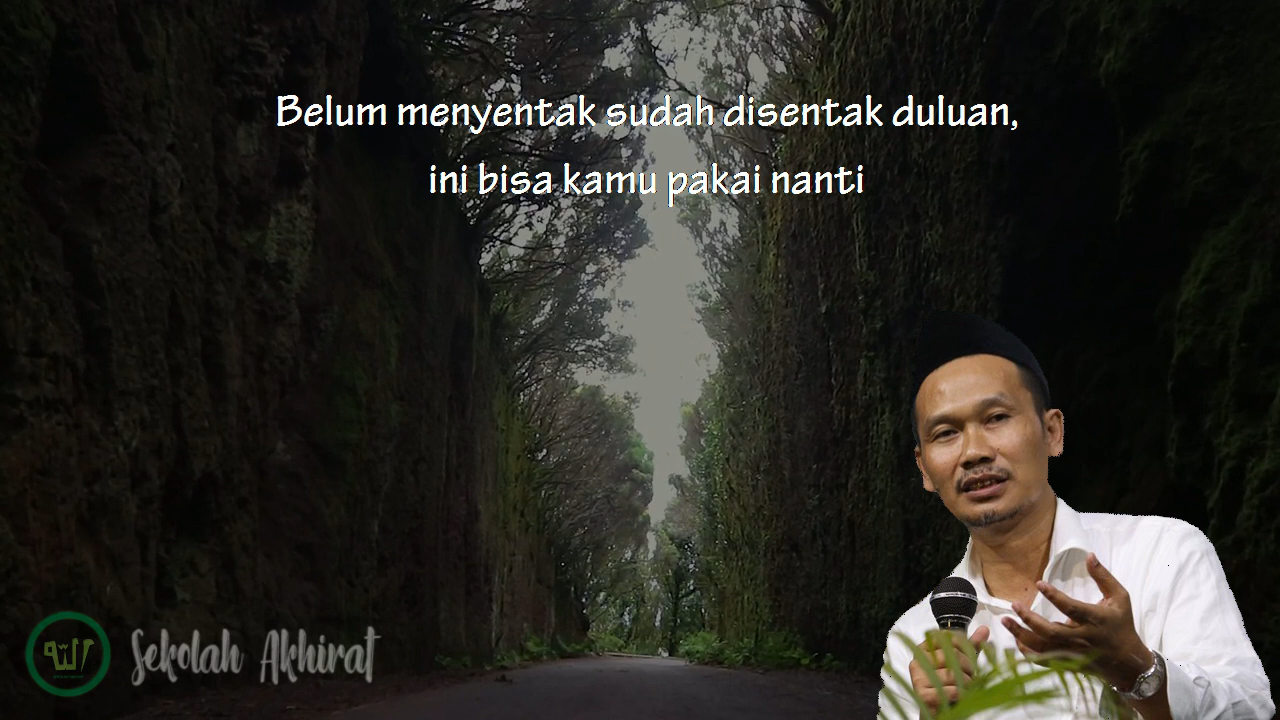 Belum menyentak sudah disentak duluan,
ini bisa kamu pakai nanti
Sekolah Akhirat